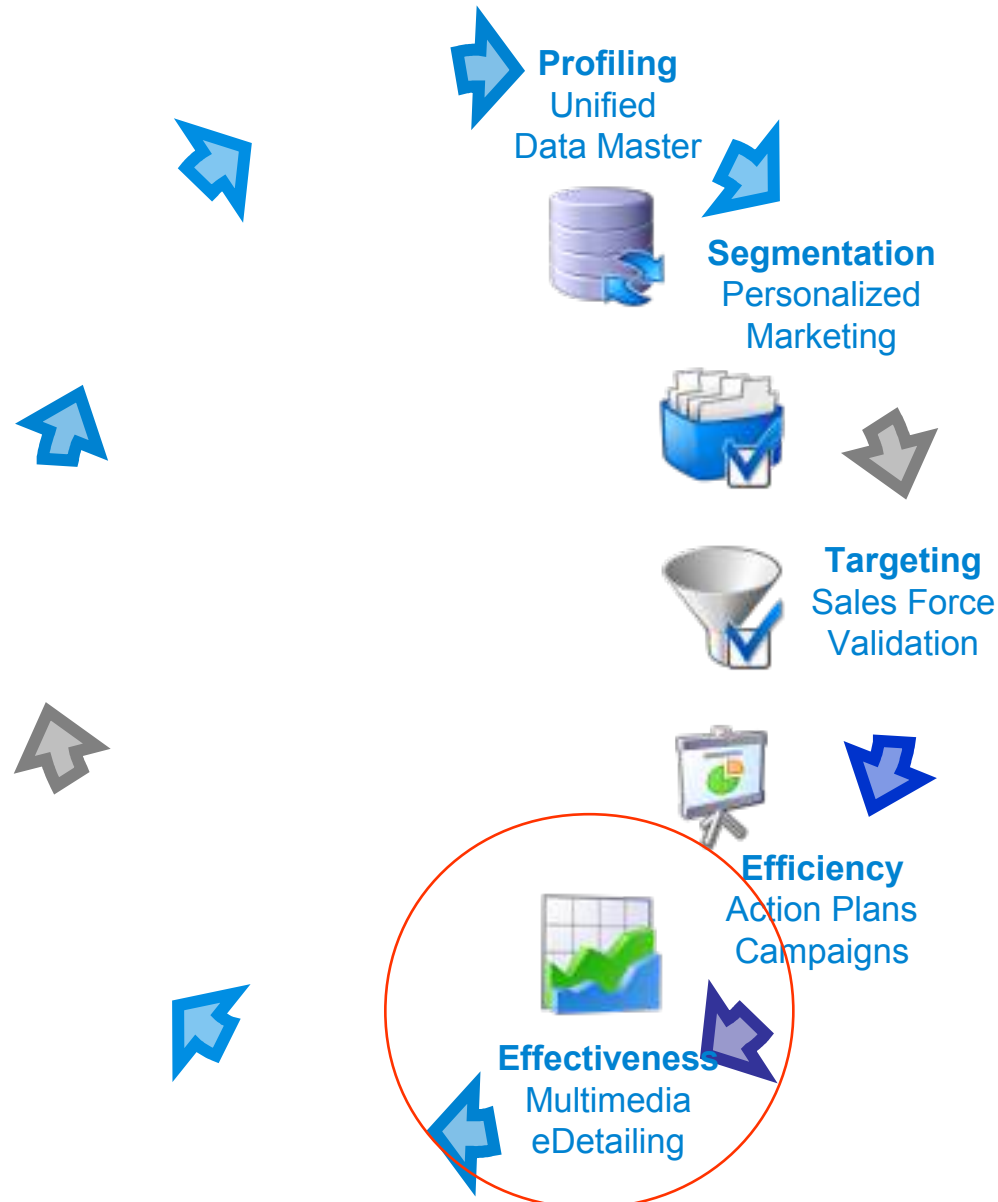 Profiling
Unified
Data Master
Segmentation
Personalized
Marketing
Targeting
Sales Force
Validation
Efficiency
Action Plans
Campaigns
Effectiveness
Multimedia
eDetailing